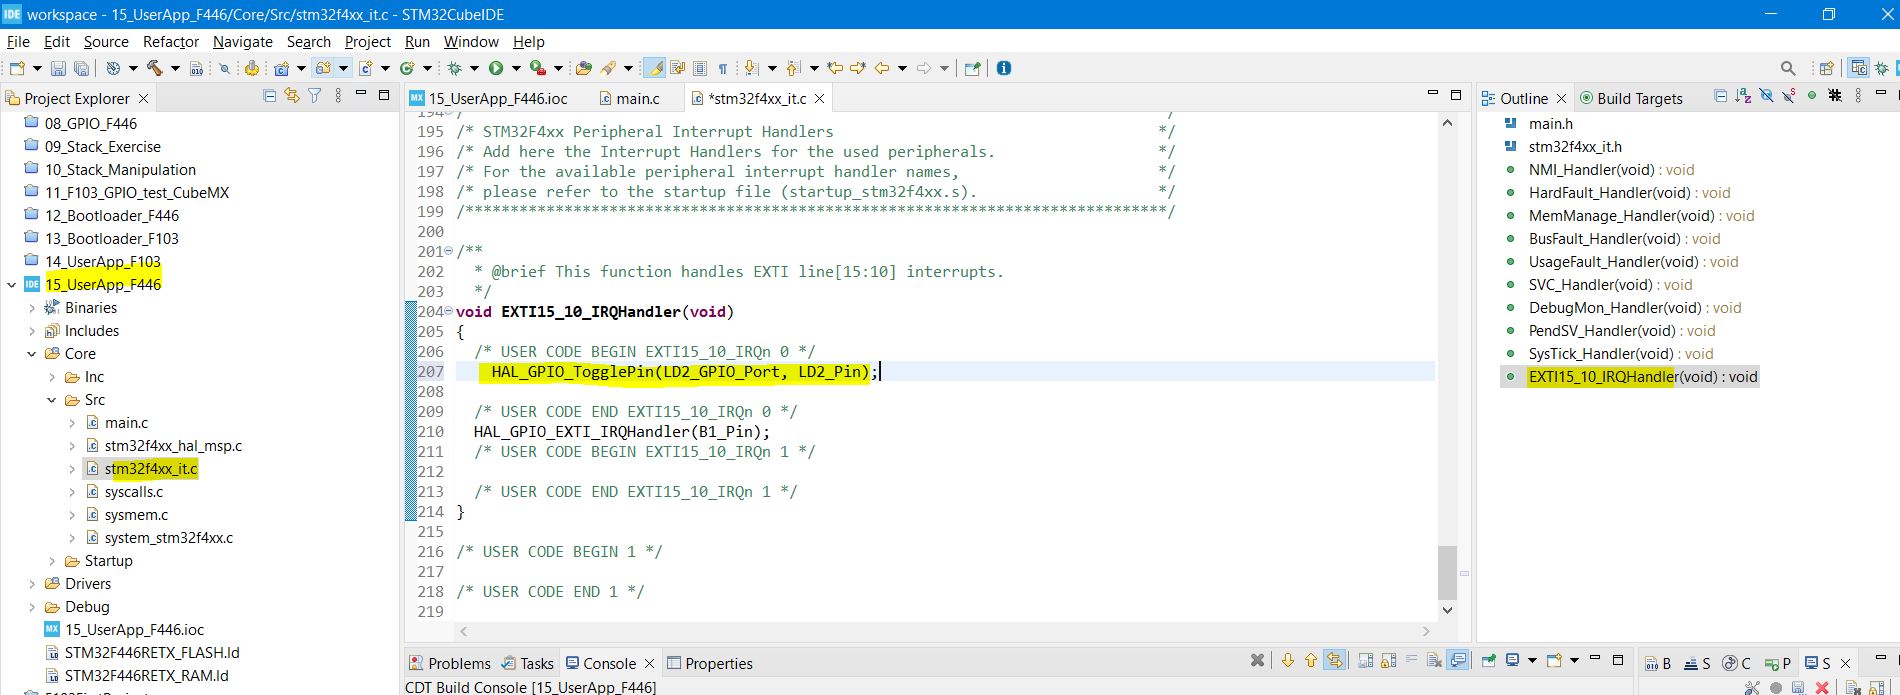 IDE workspace - 15_UserApp_F446/Core/Src/stm32f4xx_it.c - STM32CubeIDE
File Edit Source Refactor Navigate Search Project Run Window Help
Project Explorer
08_GPIO_F446
09_Stack_Exercise
10_Stack_Manipulation
11_F103_GPIO_test_CubeMX
12_Bootloader_F446
13_Bootloader_F103
14_UserApp_F103
IDE 15_UserApp_F446
Binaries
Includes
Core
Inc
Src
main.c
stm32f4xx_hal_msp.c
stm32f4xx_it.c
syscalls.c
sysmem.c
system_stm32f4xx.c
Startup
Drivers
Debug
MX 15_UserApp_F446.ioc
STM32F446RETX_FLASH.ld
STM32F446RETX_RAM.ld
MX 15_UserApp_F446.ioc main.c *stm32f4xx_it.c
194 /
195 /* STM32F4xx Peripheral Interrupt Handlers */
196 /* Add here the Interrupt Handlers for the used peripherals. */
197 /* For the available peripheral interrupt handler names, */
198 /* please refer to the startup file (startup_stm32f4xx.s). */
199 /******************************************************************************/
200
201 /**
202 * @brief This function handles EXTI line[15:10] interrupts.
203 */
204 void EXTI15_10_IRQHandler(void)
205 {
206 /* USER CODE BEGIN EXTI15_10_IRQn 0 */
207 HAL_GPIO_TogglePin(LD2_GPIO_Port, LD2_Pin);
208
209 /* USER CODE END EXTI15_10_IRQn 0 */
210 HAL_GPIO_EXTI_IRQHandler(B1_Pin);
211 /* USER CODE BEGIN EXTI15_10_IRQn 1 */
212
213 /* USER CODE END EXTI15_10_IRQn 1 */
214 }
215
216 /* USER CODE BEGIN 1 */
217
218 /* USER CODE END 1 */
219
Outline Build Targets
main.h
stm32f4xx_it.h
NMI_Handler(void) : void
HardFault_Handler(void) : void
MemManage_Handler(void) : void
BusFault_Handler(void) : void
UsageFault_Handler(void) : void
SVC_Handler(void) : void
DebugMon_Handler(void) : void
PendSV_Handler(void) : void
SysTick_Handler(void) : void
EXTI15_10_IRQHandler(void) : void
Problems Tasks Console Properties
CDT Build Console [15_UserApp_F446]
B S C P S